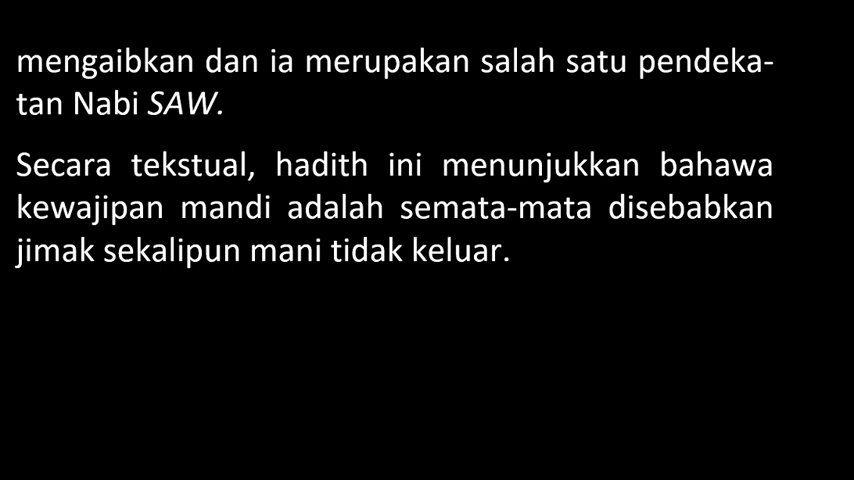 mengaibkan dan ia merupakan salah satu pendeka-
tan Nabi SAW.
Secara tekstual, hadith ini menunjukkan bahawa
kewajipan mandi adalah semata-mata disebabkan
jimak sekalipun mani tidak keluar.